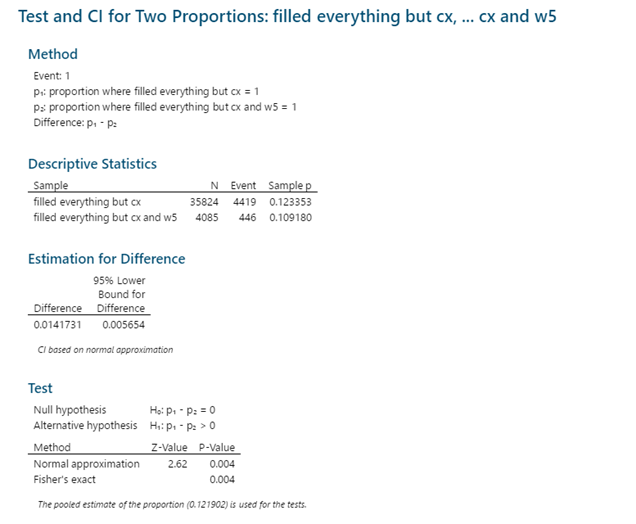 Test and CI for Two Proportions: filled everything but cx, ... cx and w5
Method
Event: 1
p₁: proportion where filled everything but cx = 1
p₂: proportion where filled everything but cx and w5 = 1
Difference: p₁ - p₂
Descriptive Statistics
Sample N Event Sample p
filled everything but cx 35824 4419 0.123353
filled everything but cx and w5 4085 446 0.109180
Estimation for Difference
95% Lower
Bound for
Difference Difference
0.0141731 0.005654
CI based on normal approximation
Test
Null hypothesis H₀: p₁ - p₂ = 0
Alternative hypothesis H₁: p₁ - p₂ > 0
Method Z-Value P-Value
Normal approximation 2.62 0.004
Fisher's exact 0.004
The pooled estimate of the proportion (0.121902) is used for the tests.